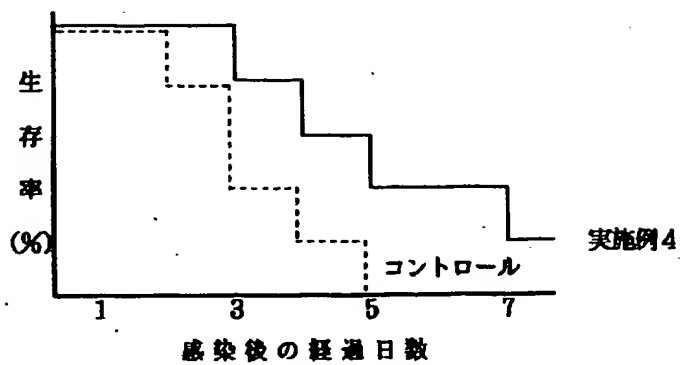 生存率(%)
実施例4
コントロール
1 3 5 7
感染後の経過日数